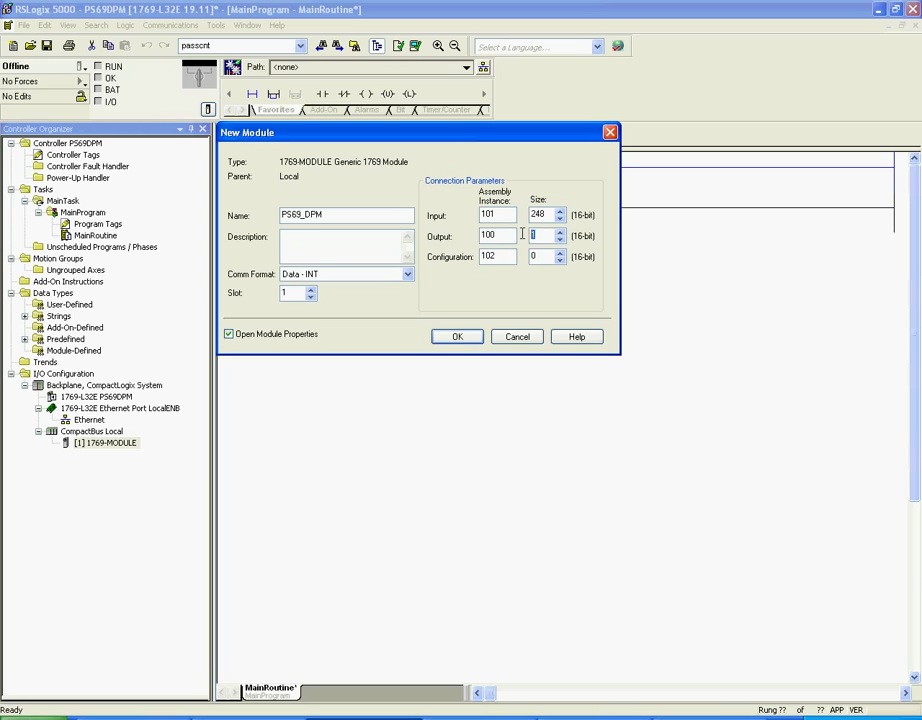 RSLogix 5000 - PS69DPM [1769-L32E 19.11]* - [MainProgram - MainRoutine*]
File Edit View Search Logic Communications Tools Window Help
passcnt
Select a Language...
Offline
RUN
Path: <none>
No Forces
OK
No Edits
BAT
I/O
Favorites Add-On Alarms Bit Timer/Counter
Controller Organizer
Controller PS69DPM
Controller Tags
Controller Fault Handler
Power-Up Handler
Tasks
MainTask
MainProgram
Program Tags
MainRoutine
Unscheduled Programs / Phases
Motion Groups
Ungrouped Axes
Add-On Instructions
Data Types
User-Defined
Strings
Add-On-Defined
Predefined
Module-Defined
Trends
I/O Configuration
Backplane, CompactLogix System
1769-L32E PS69DPM
1769-L32E Ethernet Port LocalENB
Ethernet
CompactBus Local
[1] 1769-MODULE
New Module
Type: 1769-MODULE Generic 1769 Module
Parent: Local
Connection Parameters
Assembly
Instance: Size:
Name: PS69_DPM
Input: 101 248 (16-bit)
Description:
Output: 100 1 (16-bit)
Configuration: 102 0 (16-bit)
Comm Format: Data - INT
Slot: 1
Open Module Properties
OK Cancel Help
MainRoutine*
MainProgram
Ready
Rung ?? of ?? APP VER